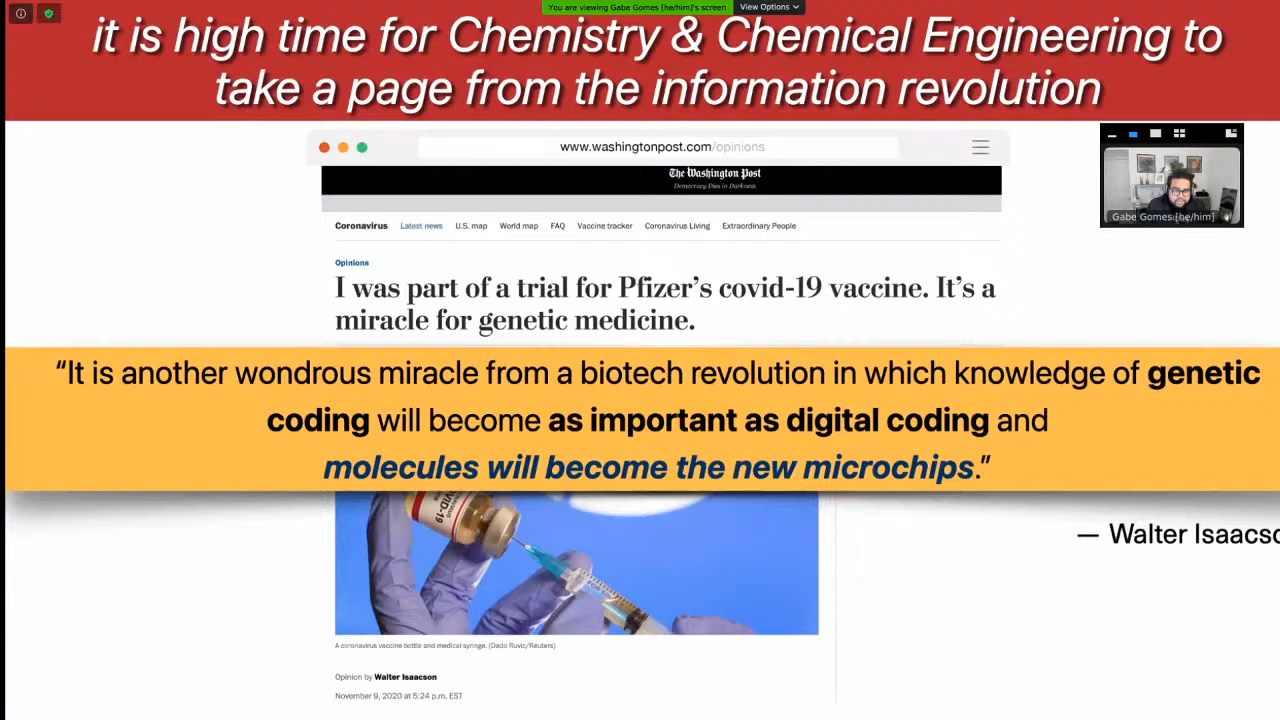 You are viewing Gabe Gomes [he/him]'s screen
View Options
it is high time for Chemistry & Chemical Engineering to
take a page from the information revolution
www.washingtonpost.com/opinions
The Washington Post
Democracy Dies in Darkness
Gabe Gomes [he/him]
Coronavirus Latest news U.S. map World map FAQ Vaccine tracker Coronavirus Living Extraordinary People
Opinions
I was part of a trial for Pfizer's covid-19 vaccine. It's a
miracle for genetic medicine.
“It is another wondrous miracle from a biotech revolution in which knowledge of genetic
coding will become as important as digital coding and
molecules will become the new microchips.”
— Walter Isaacso
COVID-19
A coronavirus vaccine bottle and medical syringe. (Dado Ruvic/Reuters)
Opinion by Walter Isaacson
November 9, 2020 at 5:24 p.m. EST